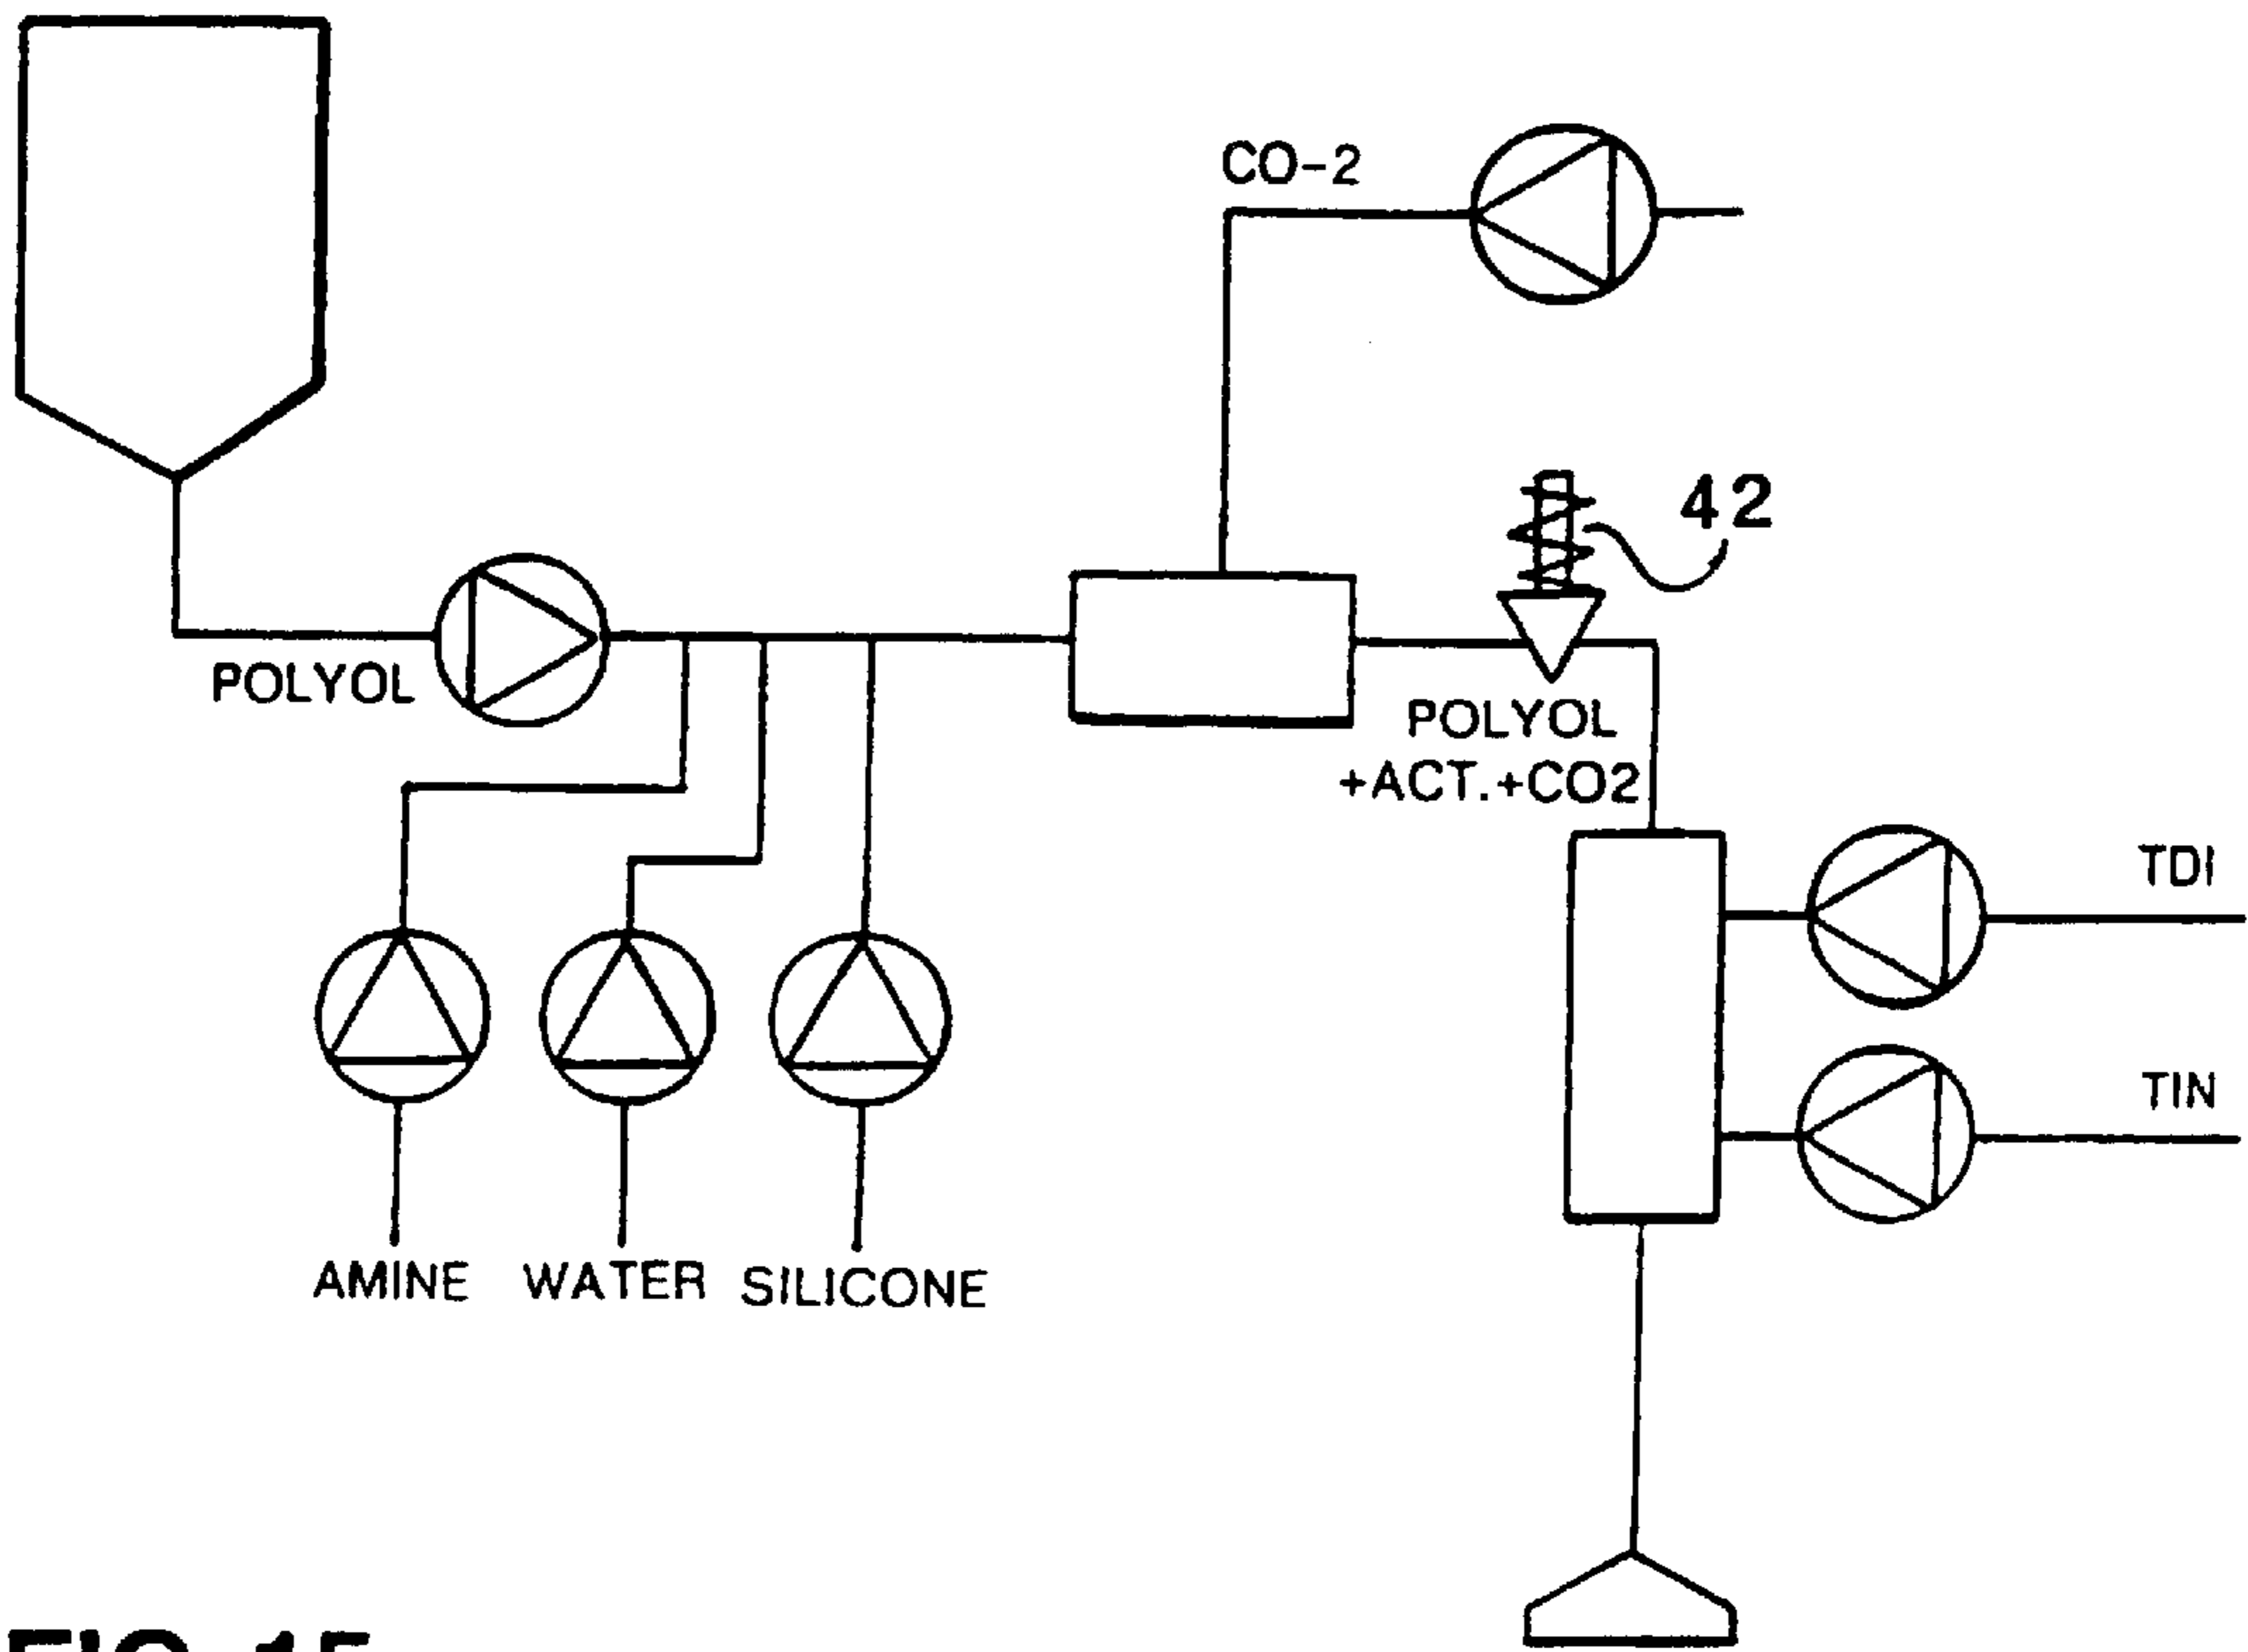 CO-2
42
POLYOL
POLYOL
+ACT.+CO2
TDI
TIN
AMINE WATER SILICONE